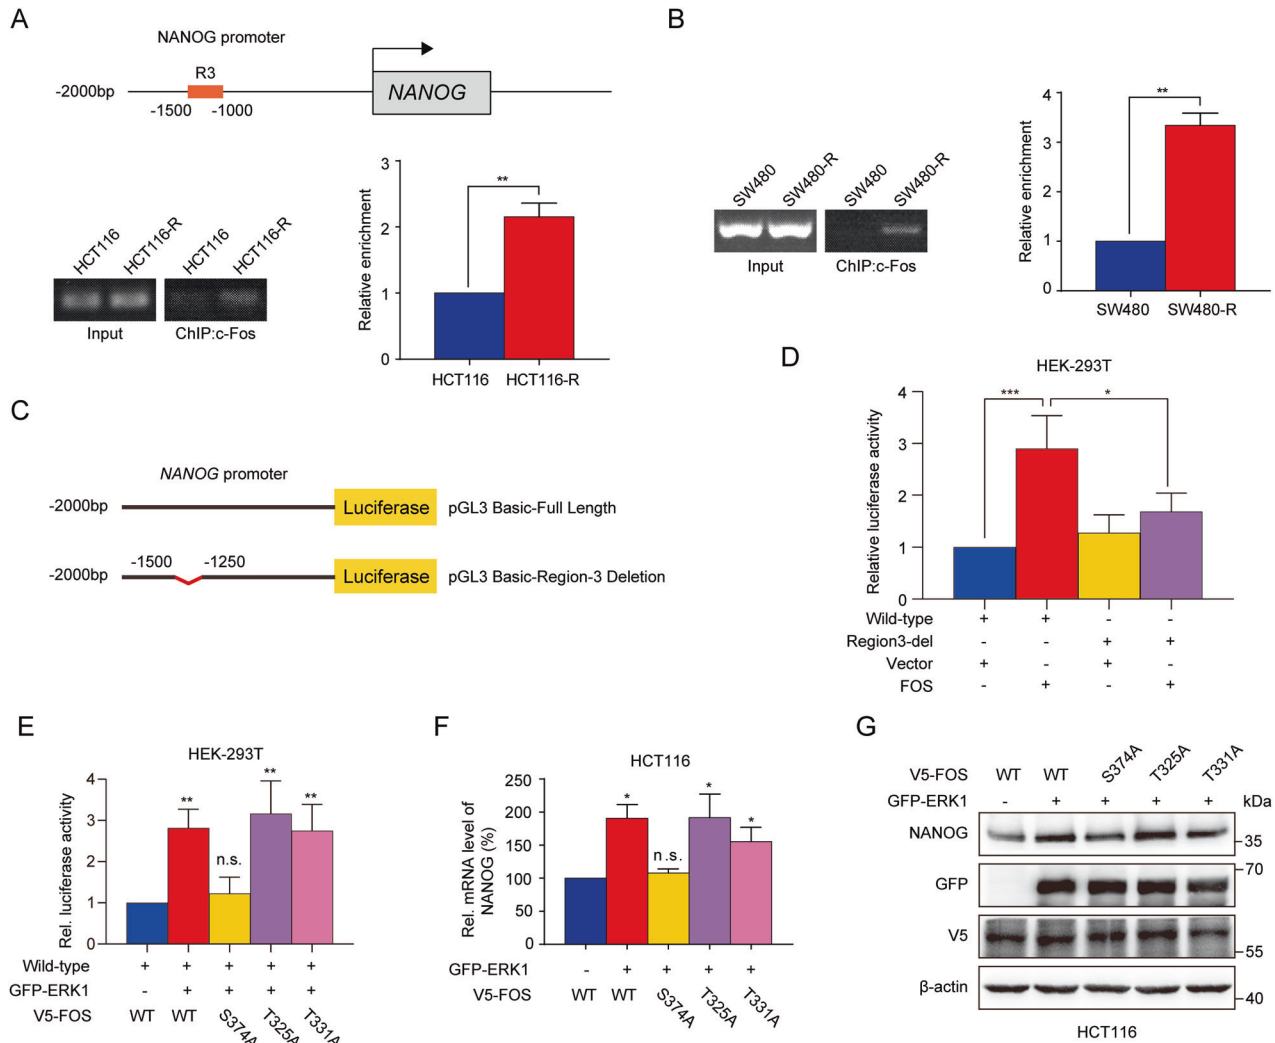 A
NANOG promoter
R3
-2000bp
-1500 -1000
NANOG
HCT116 HCT116-R HCT116 HCT116-R
Input ChIP:c-Fos
Relative enrichment
3
2
1
0
**
HCT116 HCT116-R
B
SW480 SW480-R SW480 SW480-R
Input ChIP:c-Fos
Relative enrichment
4
3
2
1
0
**
SW480 SW480-R
C
NANOG promoter
-2000bp Luciferase pGL3 Basic-Full Length
-1500 -1250
-2000bp Luciferase pGL3 Basic-Region-3 Deletion
D
HEK-293T
Relative luciferase activity
4
3
2
1
0
*** *
Wild-type + + - -
Region3-del - - + +
Vector + - + -
FOS - + - +
E
HEK-293T
Rel. luciferase activity
4
3
2
1
0
** n.s. ** **
Wild-type + + + + +
GFP-ERK1 - + + + +
V5-FOS WT WT S374A T325A T331A
F
HCT116
Rel. mRNA level of
NANOG (%)
250
200
150
100
50
0
* n.s. * *
GFP-ERK1 - + + + +
V5-FOS WT WT S374A T325A T331A
G
V5-FOS WT WT S374A T325A T331A
GFP-ERK1 - + + + + kDa
NANOG 35
70
GFP
V5
55
β-actin
40
HCT116